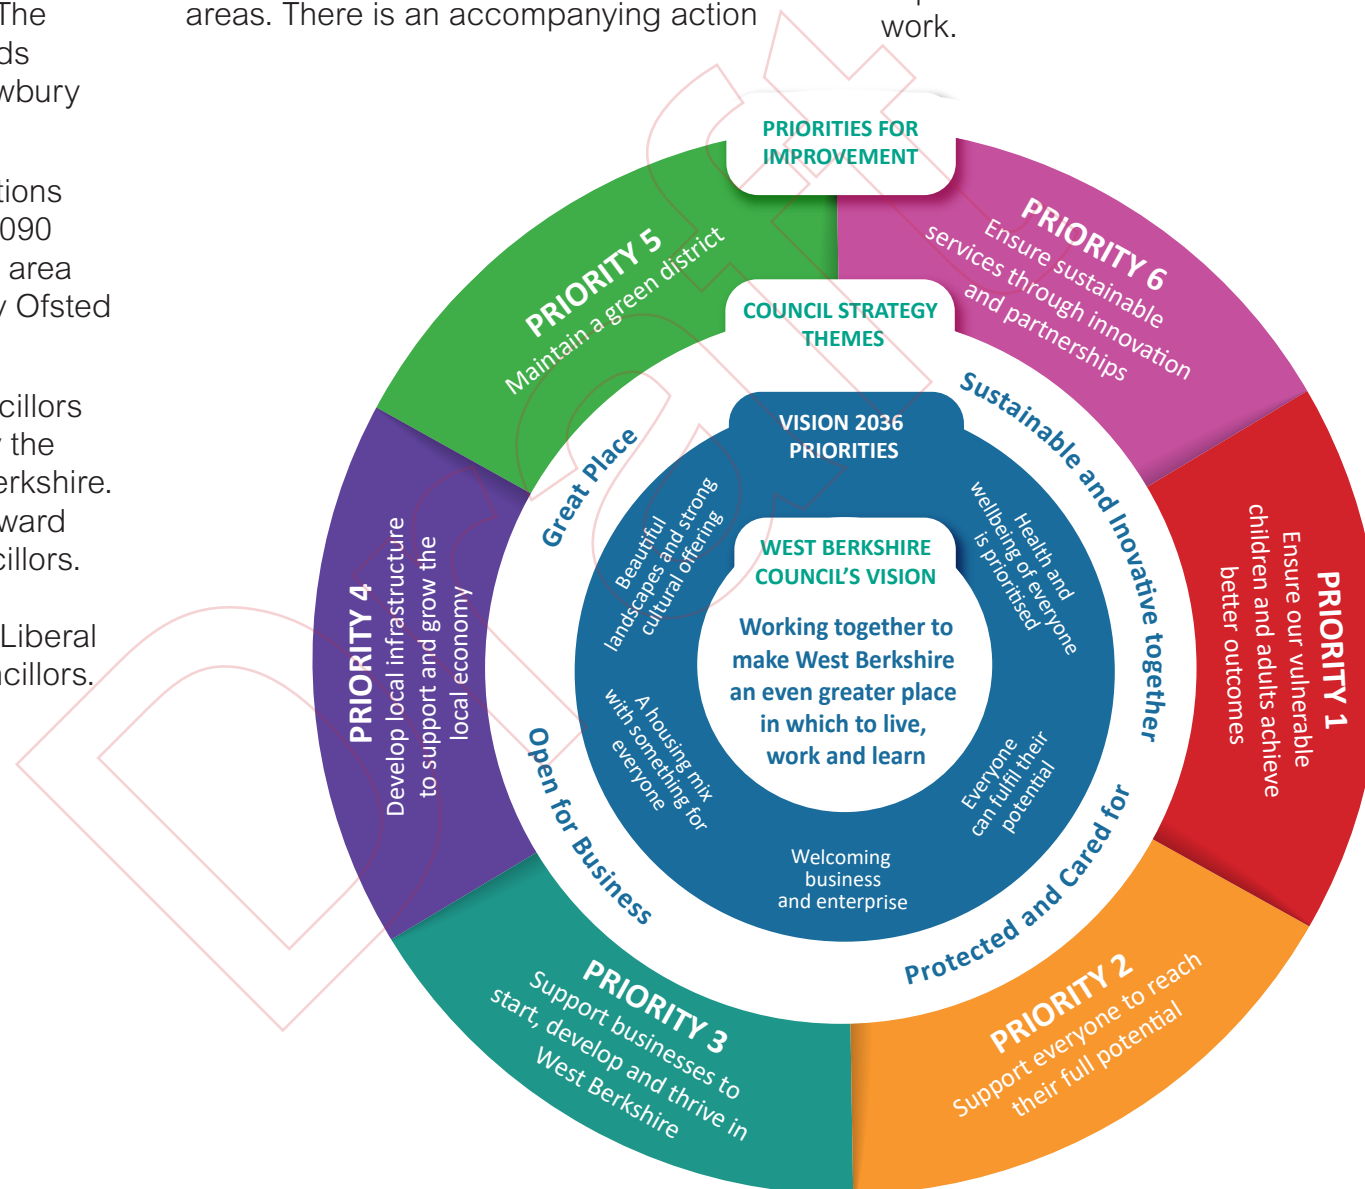 The
ds
wbury
tions
090
area
y Ofsted
cillors
y the
erkshire.
ward
cillors.
Liberal
ncillors.
areas. There is an accompanying action
work.
PRIORITIES FOR
IMPROVEMENT
PRIORITY 5
Maintain a green district
PRIORITY 6
Ensure sustainable
services through innovation
and partnerships
PRIORITY 1
Ensure our vulnerable
children and adults achieve
better outcomes
PRIORITY 2
Support everyone to reach
their full potential
PRIORITY 3
Support businesses to
start, develop and thrive in
West Berkshire
PRIORITY 4
Develop local infrastructure
to support and grow the
local economy
COUNCIL STRATEGY
THEMES
Great Place
Sustainable and Inovative together
Protected and Cared for
Open for Business
VISION 2036
PRIORITIES
Beautiful
landscapes and strong
cultural offering
Health and
wellbeing of everyone
is prioritised
Everyone
can fulfil their
potential
Welcoming
business
and enterprise
A housing mix
with something for
everyone
WEST BERKSHIRE
COUNCIL'S VISION
Working together to
make West Berkshire
an even greater place
in which to live,
work and learn
Draft